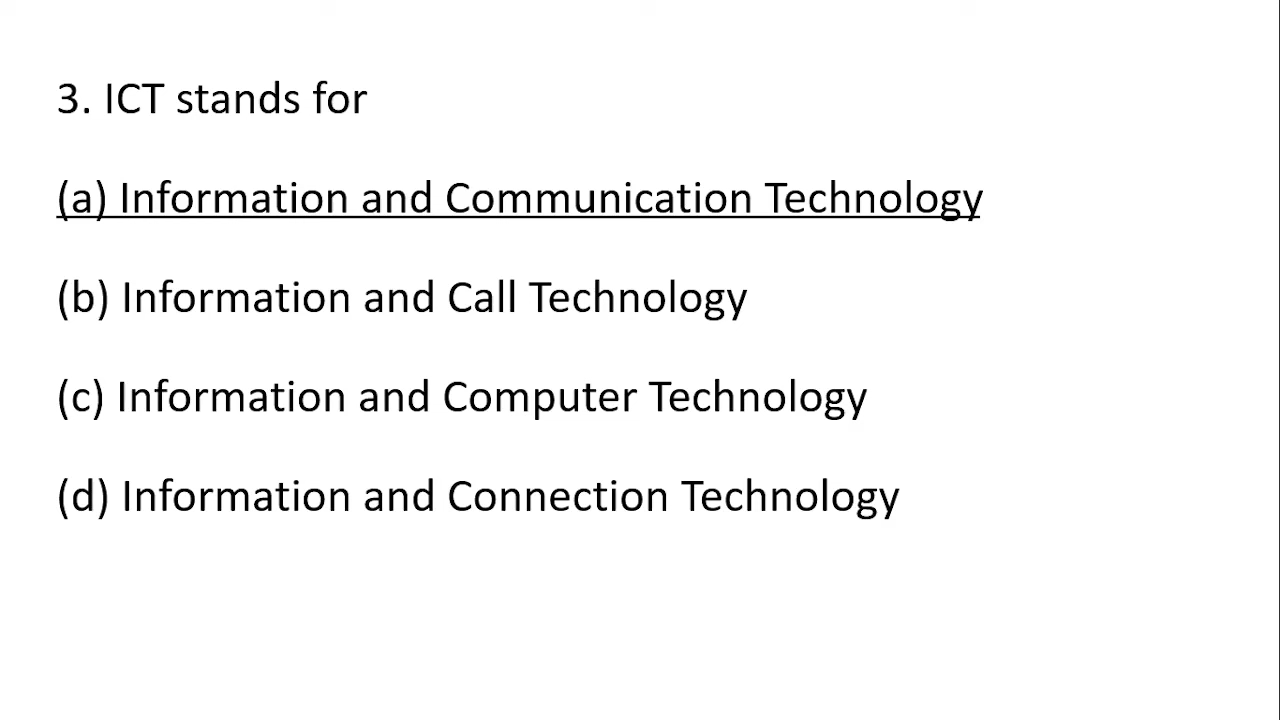 3. ICT stands for
(a) Information and Communication Technology
(b) Information and Call Technology
(c) Information and Computer Technology
(d) Information and Connection Technology